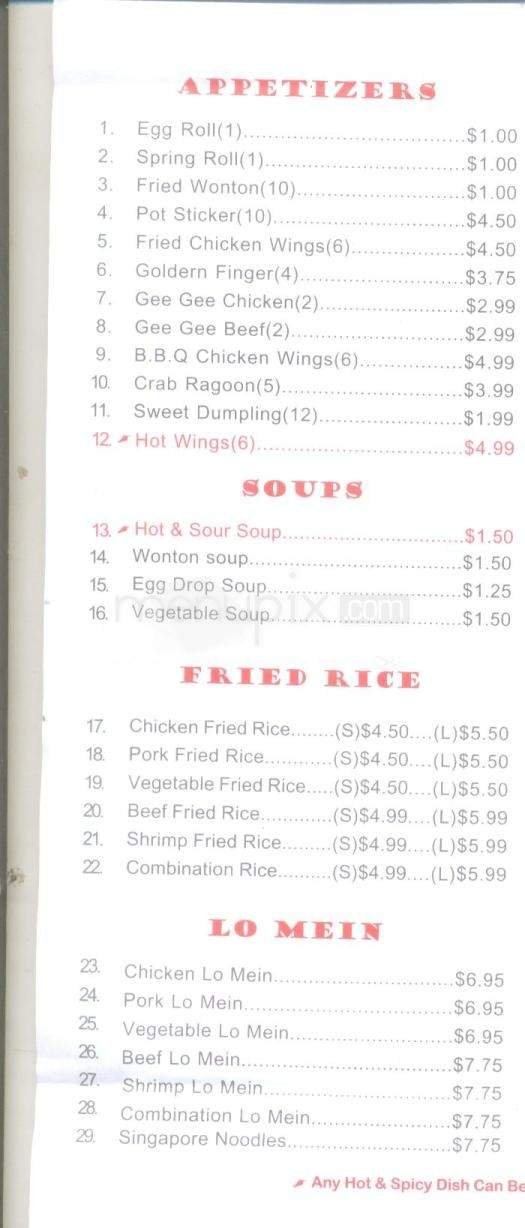 APPETIZERS
1. Egg Roll(1)....................................$1.00
2. Spring Roll(1)................................$1.00
3. Fried Wonton(10)...........................$1.00
4. Pot Sticker(10)...............................$4.50
5. Fried Chicken Wings(6)..................$4.50
6. Goldern Finger(4)...........................$3.75
7. Gee Gee Chicken(2).......................$2.99
8. Gee Gee Beef(2)............................$2.99
9. B.B.Q Chicken Wings(6).................$4.99
10. Crab Ragoon(5)..............................$3.99
11. Sweet Dumpling(12).......................$1.99
12. Hot Wings(6)..................................$4.99
SOUPS
13. Hot & Sour Soup.............................$1.50
14. Wonton soup...................................$1.50
15. Egg Drop Soup................................$1.25
16. Vegetable Soup...............................$1.50
menupix.com
FRIED RICE
17. Chicken Fried Rice........(S)$4.50....(L)$5.50
18. Pork Fried Rice............(S)$4.50....(L)$5.50
19. Vegetable Fried Rice.....(S)$4.50....(L)$5.50
20. Beef Fried Rice.............(S)$4.99....(L)$5.99
21. Shrimp Fried Rice.........(S)$4.99....(L)$5.99
22. Combination Rice..........(S)$4.99....(L)$5.99
LO MEIN
23. Chicken Lo Mein.............................$6.95
24. Pork Lo Mein..................................$6.95
25. Vegetable Lo Mein..........................$6.95
26. Beef Lo Mein..................................$7.75
27. Shrimp Lo Mein..............................$7.75
28. Combination Lo Mein.......................$7.75
29. Singapore Noodles...........................$7.75
Any Hot & Spicy Dish Can Be